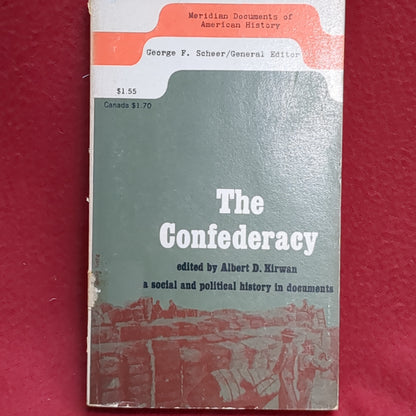 Meridian Documents of
American History
George F. Scheer/General Editor
$1.55
Canada $1.70
The
Confederacy
edited by Albert D. Kirwan
a social and political history in documents